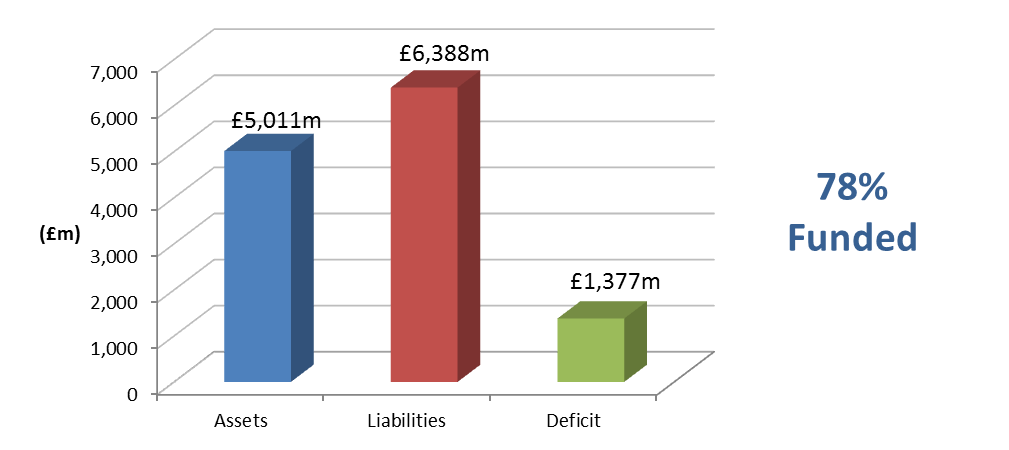 £6,388m
7,000
6,000
£5,011m
5,000
4,000
(£m)
3,000
£1,377m
2,000
1,000
0
Assets
Liabilities
Deficit
78%
Funded